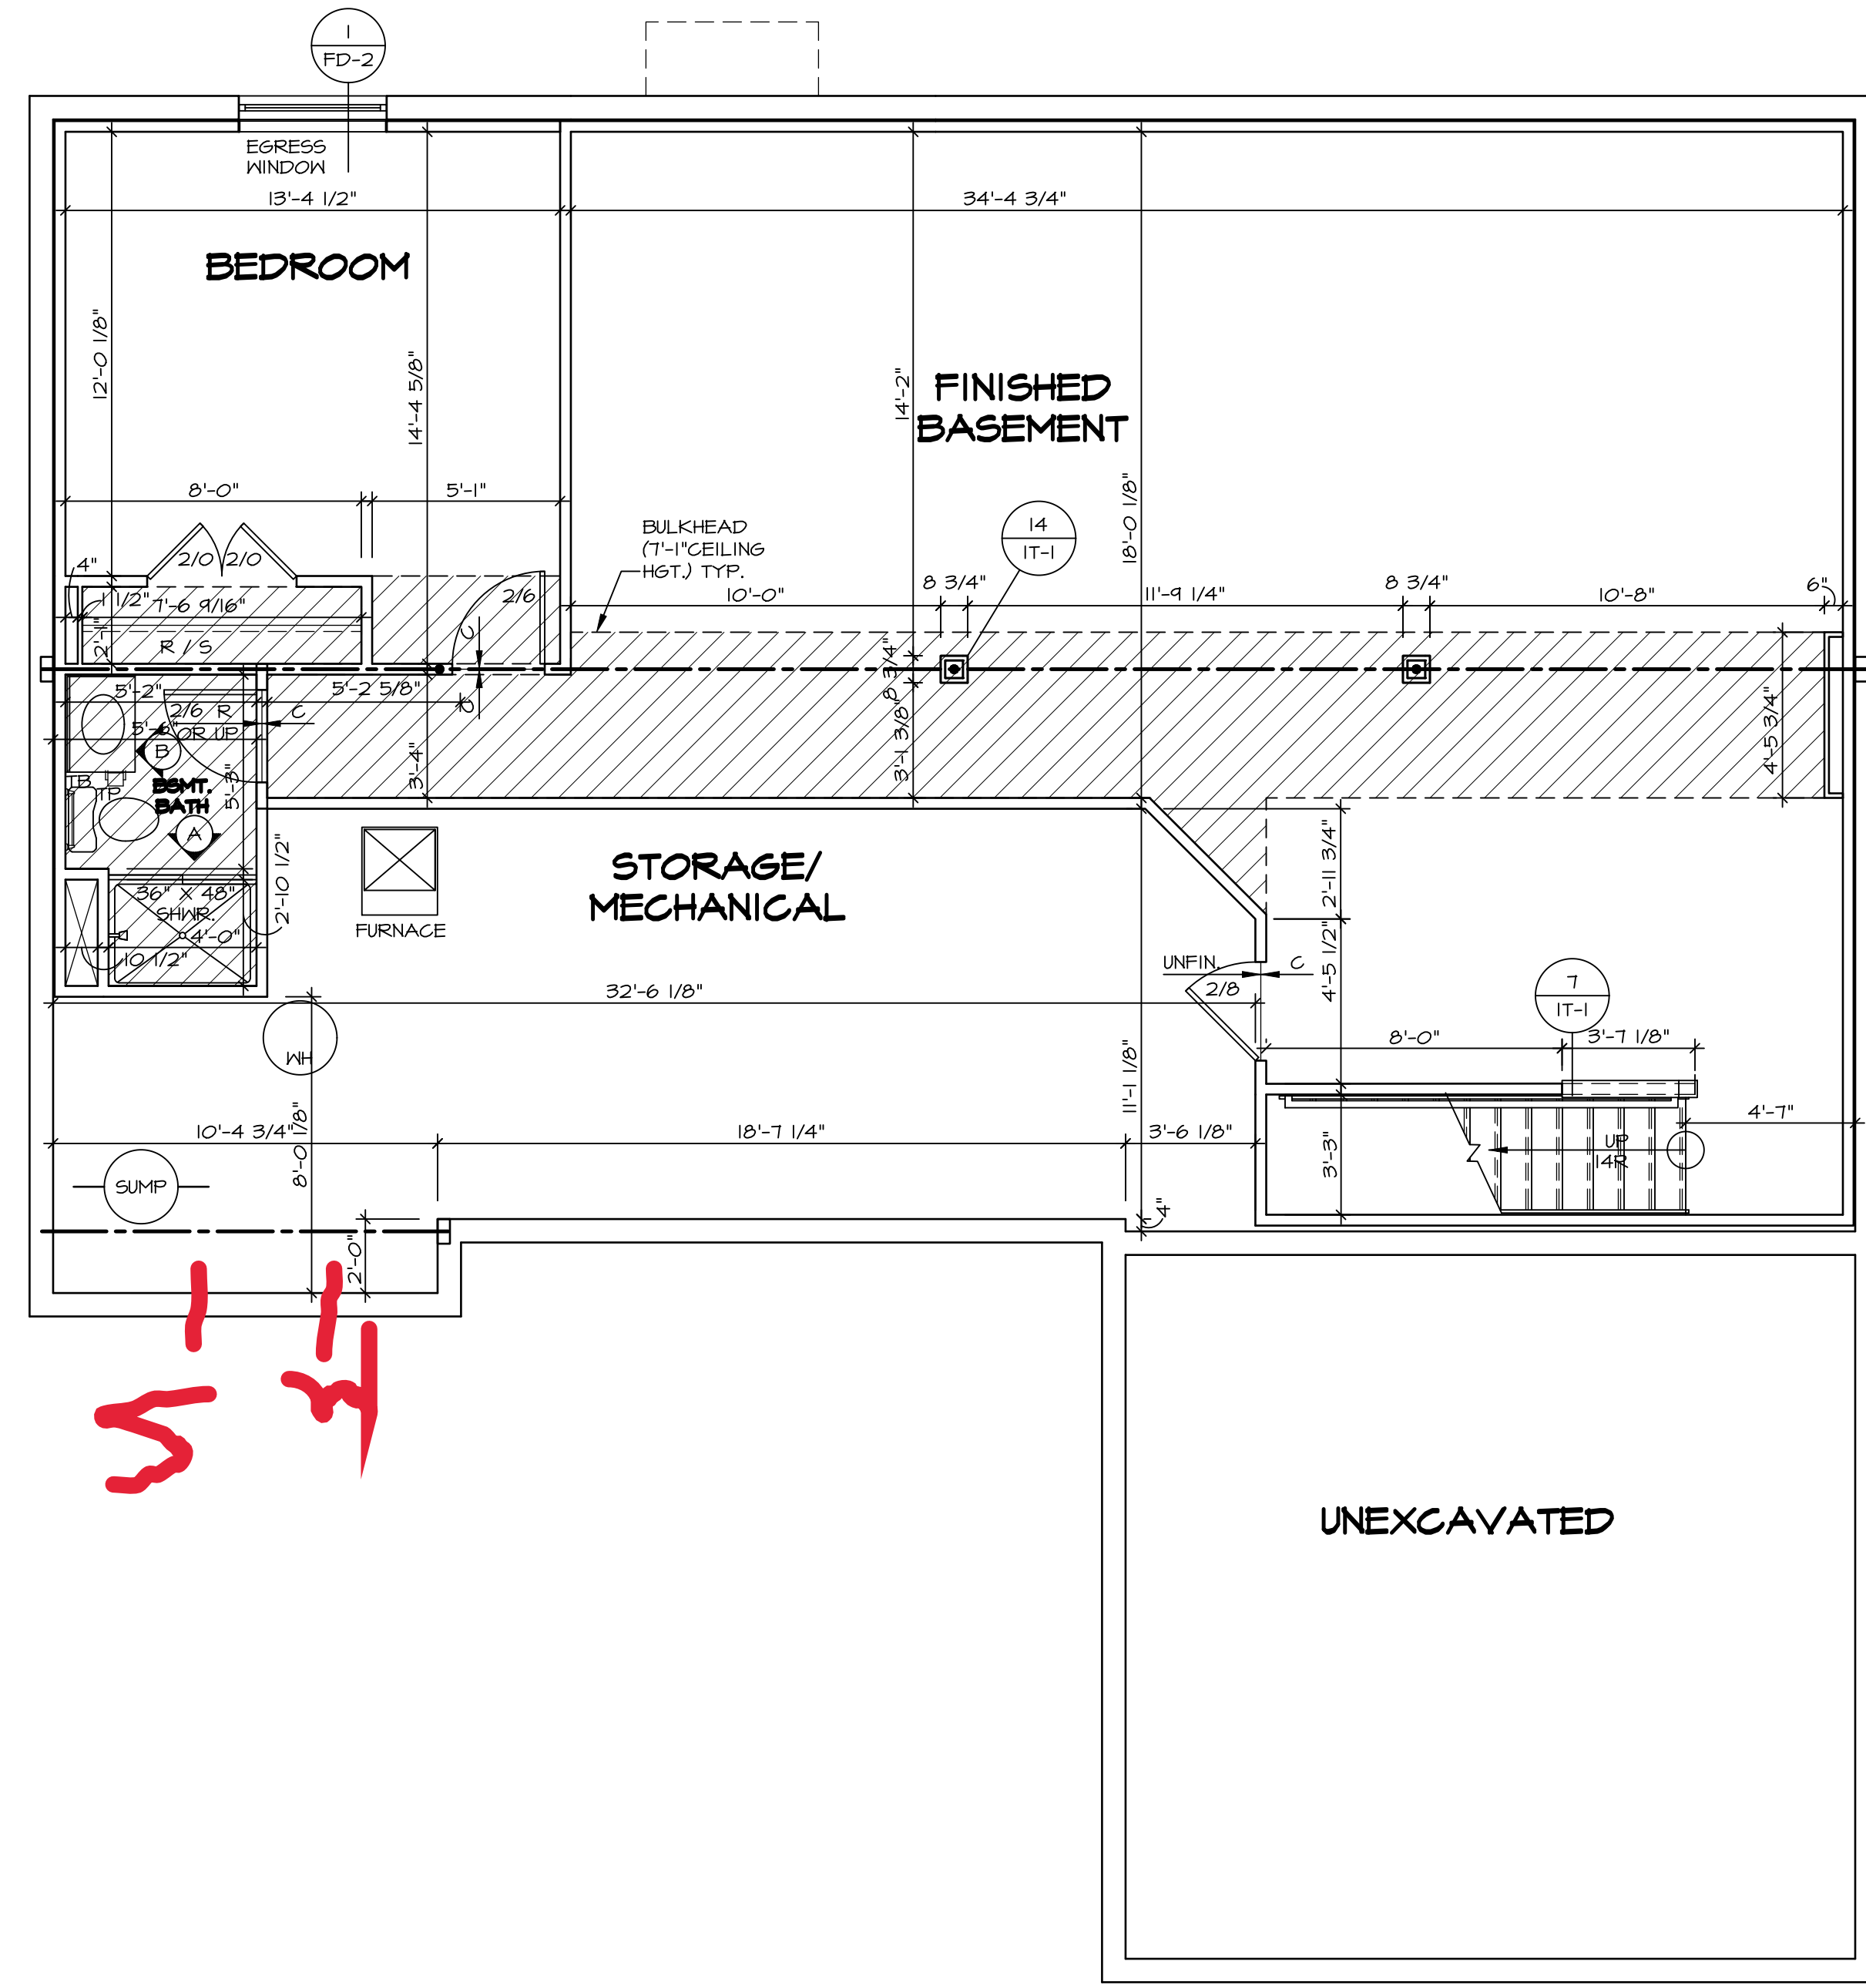 1
FD-2
EGRESS
WINDOW
13'-4 1/2"
34'-4 3/4"
BEDROOM
12'-0 1/8"
14'-4 5/8"
14'-2"
FINISHED
BASEMENT
18'-0 1/8"
8'-0"
5'-1"
BULKHEAD
(7'-1"CEILING
HGT.) TYP.
14
IT-1
4"
2/0 2/0
2/6
8 3/4"
8 3/4"
6"
10'-0"
11'-9 1/4"
10'-8"
1 1/2"
7'-6 9/16"
2'-11"
R / S
C
C
8 3/4"
5'-2"
5'-2 5/8"
2/6 R
C
5'-6"
OR UP
B
3'-4"
3'-1 3/8"
4'-5 3/4"
TB
TP
BSMT.
BATH
5'-3"
A
2'-10 1/2"
STORAGE/
MECHANICAL
2'-11 3/4"
36" X 48"
SHWR.
4'-0"
10 1/2"
FURNACE
UNFIN.
C
4'-5 1/2"
2/8
7
IT-1
32'-6 1/8"
WH
8'-0"
3'-7 1/8"
11'-1 1/8"
10'-4 3/4"
8'-0 1/8"
18'-7 1/4"
3'-6 1/8"
3'-3"
4'-7"
UP
14R
SUMP
4"
2'-0"
UNEXCAVATED